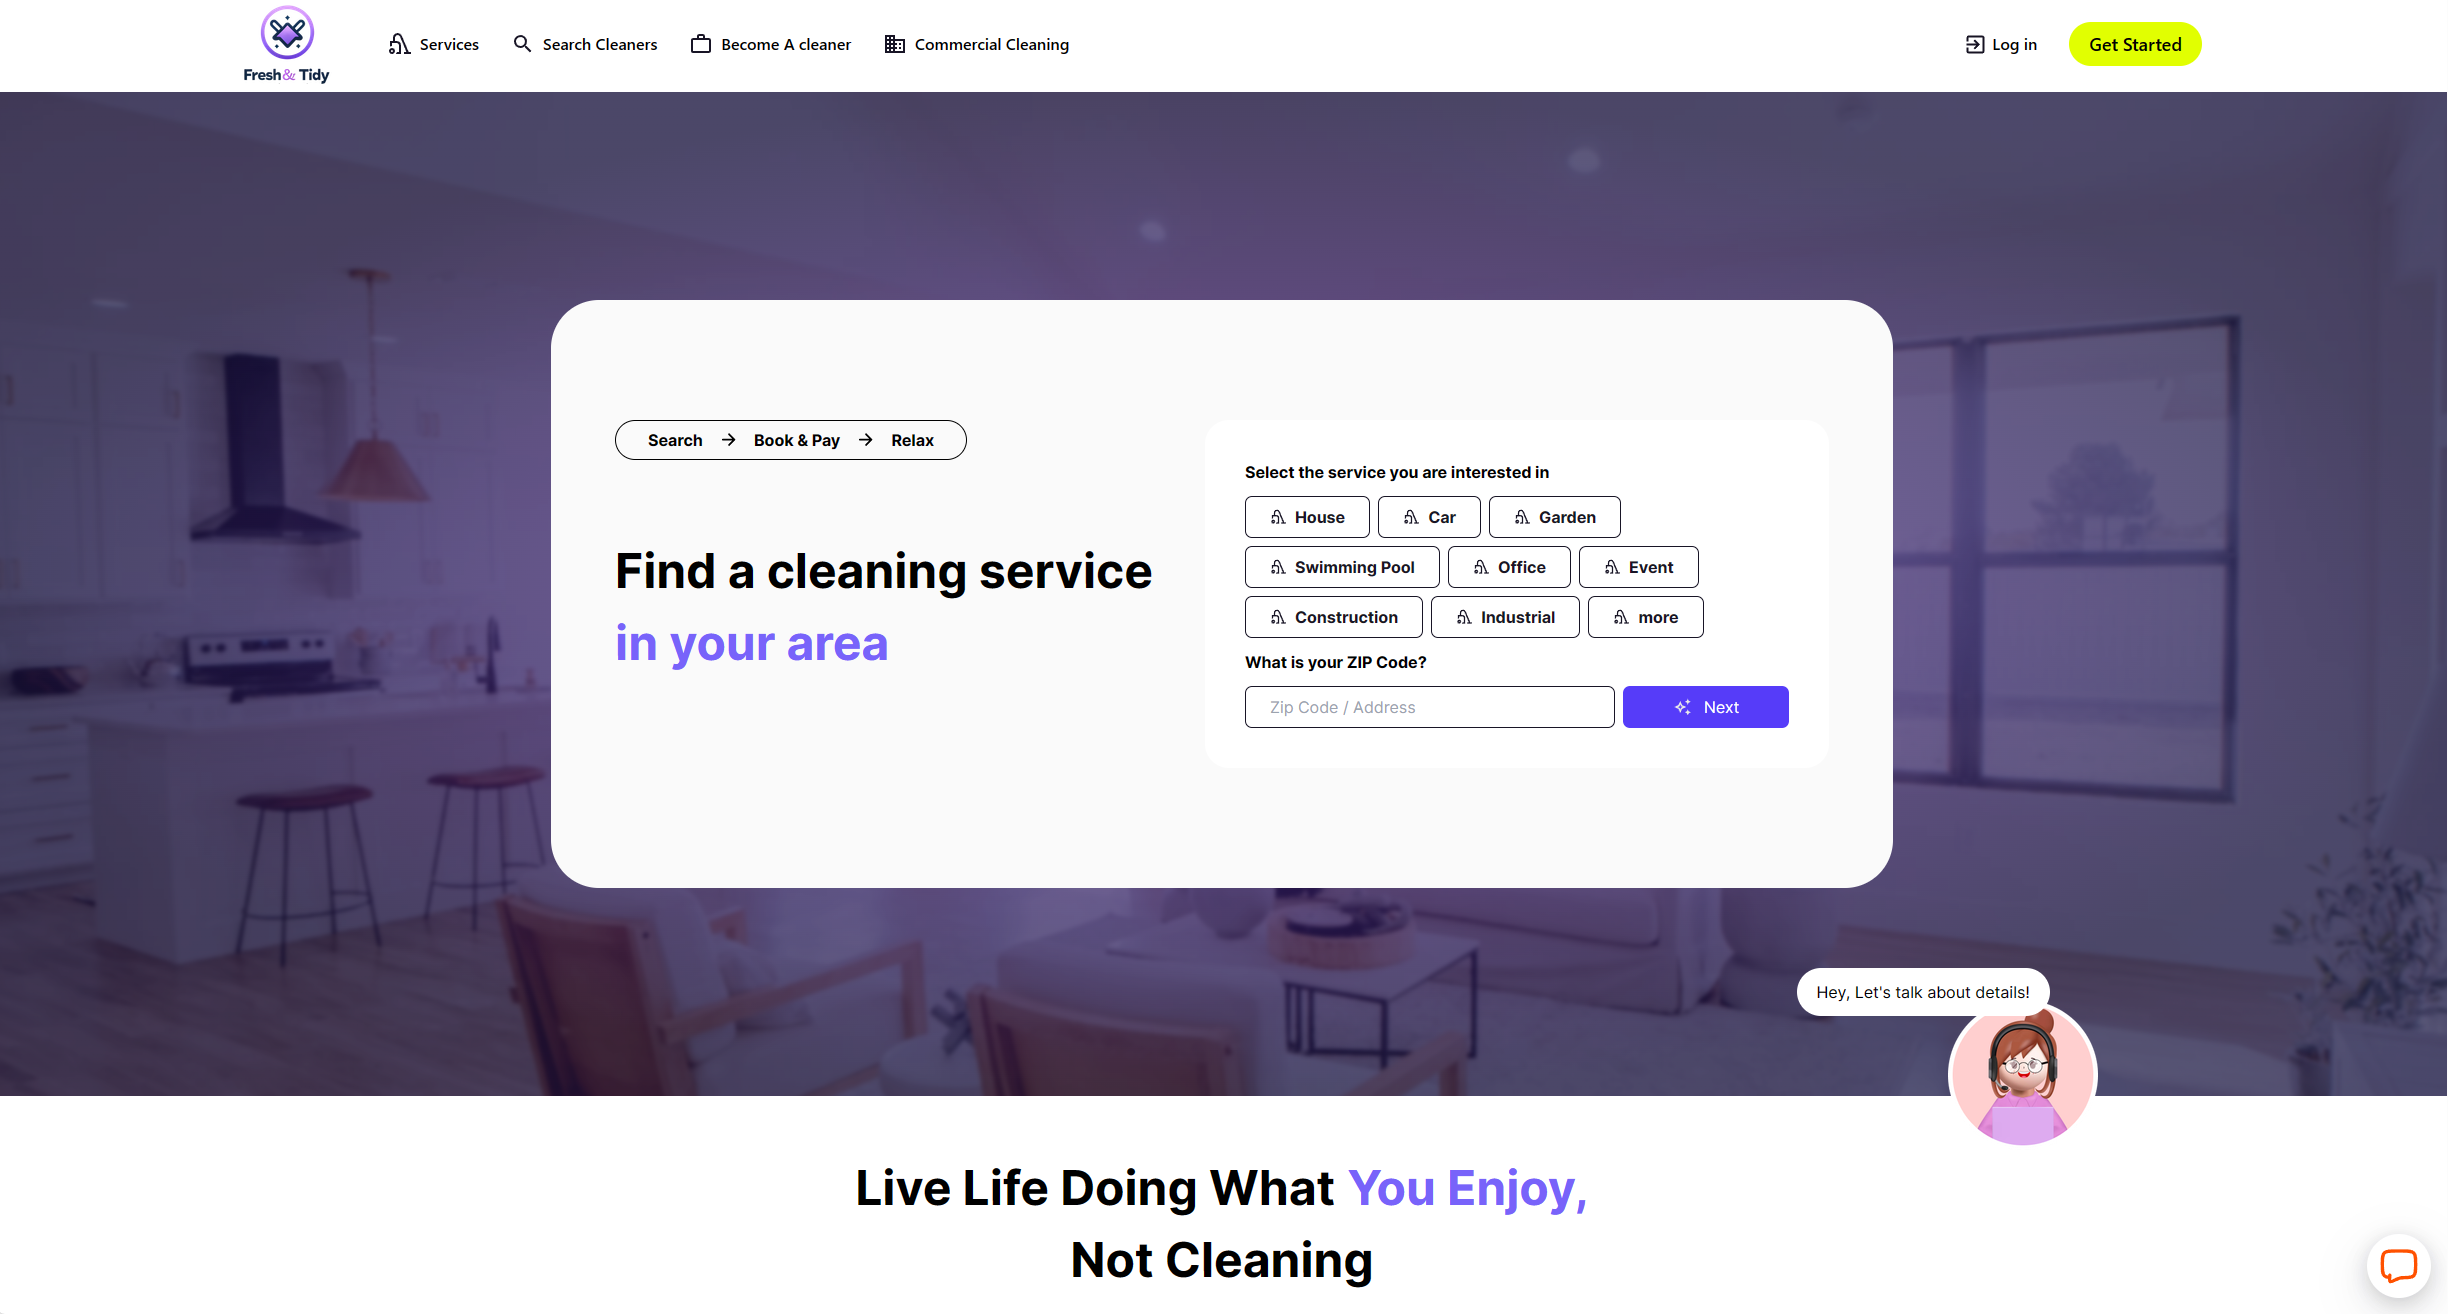 Fresh& Tidy
Services
Search Cleaners
Become A cleaner
Commercial Cleaning
Log in
Get Started
Search → Book & Pay → Relax
Find a cleaning service
in your area
Select the service you are interested in
House
Car
Garden
Swimming Pool
Office
Event
Construction
Industrial
more
What is your ZIP Code?
Zip Code / Address
Next
Hey, Let's talk about details!
Live Life Doing What You Enjoy,
Not Cleaning